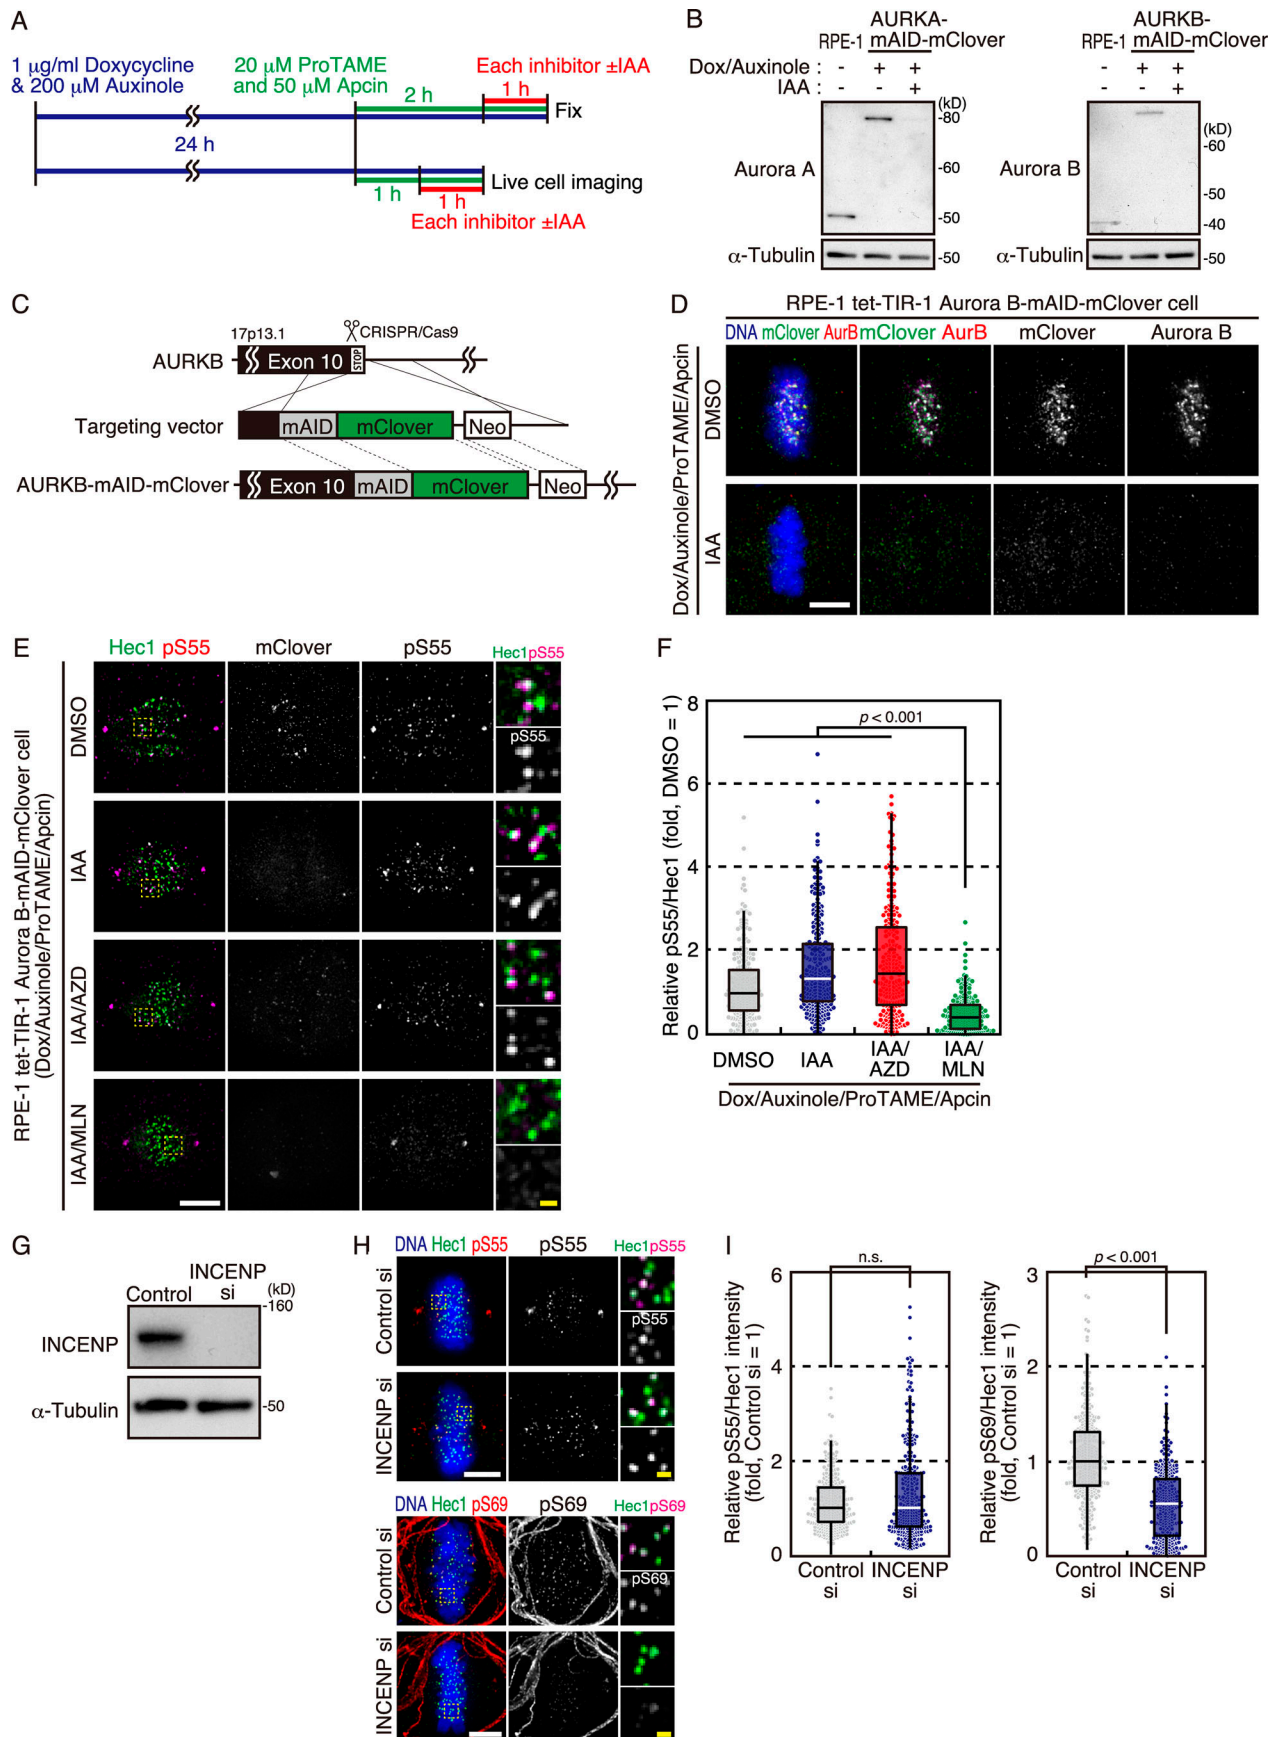 A
1 μg/ml Doxycycline
& 200 μM Auxinole
20 μM ProTAME
and 50 μM Apcin
Each inhibitor ±IAA
2 h
1 h
Fix
24 h
1 h
1 h
Live cell imaging
Each inhibitor ±IAA
B
RPE-1
AURKA-
mAID-mClover
Dox/Auxinole : - + +
IAA : - - +
(kD)
-80
-60
-50
Aurora A
α-Tubulin
-50
RPE-1
AURKB-
mAID-mClover
- + +
- - +
(kD)
-60
-50
-40
Aurora B
α-Tubulin
-50
C
17p13.1
CRISPR/Cas9
AURKB
Exon 10
STOP
Targeting vector
mAID
mClover
Neo
AURKB-mAID-mClover
Exon 10
mAID
mClover
Neo
D
RPE-1 tet-TIR-1 Aurora B-mAID-mClover cell
DNA mClover AurB
mClover AurB
mClover
Aurora B
Dox/Auxinole/ProTAME/Apcin
DMSO
IAA
E
Hec1 pS55
mClover
pS55
Hec1pS55
pS55
RPE-1 tet-TIR-1 Aurora B-mAID-mClover cell
(Dox/Auxinole/ProTAME/Apcin)
DMSO
IAA
IAA/AZD
IAA/MLN
F
Relative pS55/Hec1 (fold, DMSO = 1)
8
6
4
2
0
p < 0.001
DMSO
IAA
IAA/
AZD
IAA/
MLN
Dox/Auxinole/ProTAME/Apcin
G
Control
INCENP
si
(kD)
-160
INCENP
α-Tubulin
-50
H
DNA Hec1 pS55
pS55
Hec1pS55
pS55
Control si
INCENP si
DNA Hec1 pS69
pS69
Hec1pS69
pS69
Control si
INCENP si
I
Relative pS55/Hec1 intensity
(fold, Control si = 1)
6
4
2
0
n.s.
Control
si
INCENP
si
Relative pS69/Hec1 intensity
(fold, Control si = 1)
3
2
1
0
p < 0.001
Control
si
INCENP
si